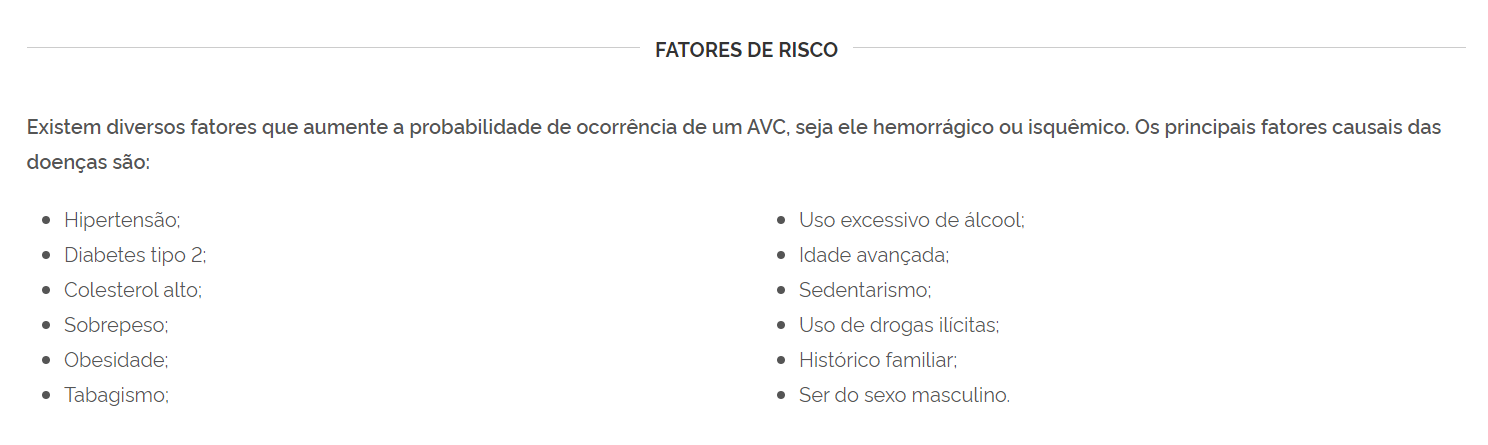 FATORES DE RISCO
Existem diversos fatores que aumente a probabilidade de ocorrência de um AVC, seja ele hemorrágico ou isquêmico. Os principais fatores causais das
doenças são:
Hipertensão;
Diabetes tipo 2;
Colesterol alto;
Sobrepeso;
Obesidade;
Tabagismo;
Uso excessivo de álcool;
Idade avançada;
Sedentarismo;
Uso de drogas ilícitas;
Histórico familiar;
Ser do sexo masculino.